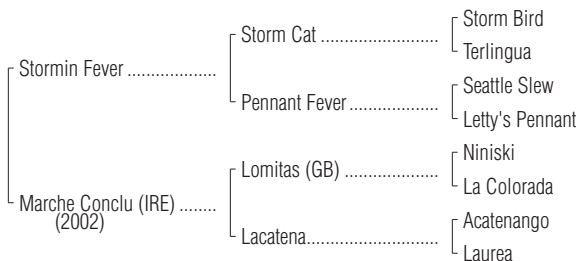 Storm Bird
Storm Cat ..............................
Terlingua
Stormin Fever ...................
Seattle Slew
Pennant Fever .......................
Letty's Pennant
Niniski
Lomitas (GB) ........................
La Colorada
Marche Conclu (IRE) ........
(2002)
Acatenango
Lacatena.................................
Laurea